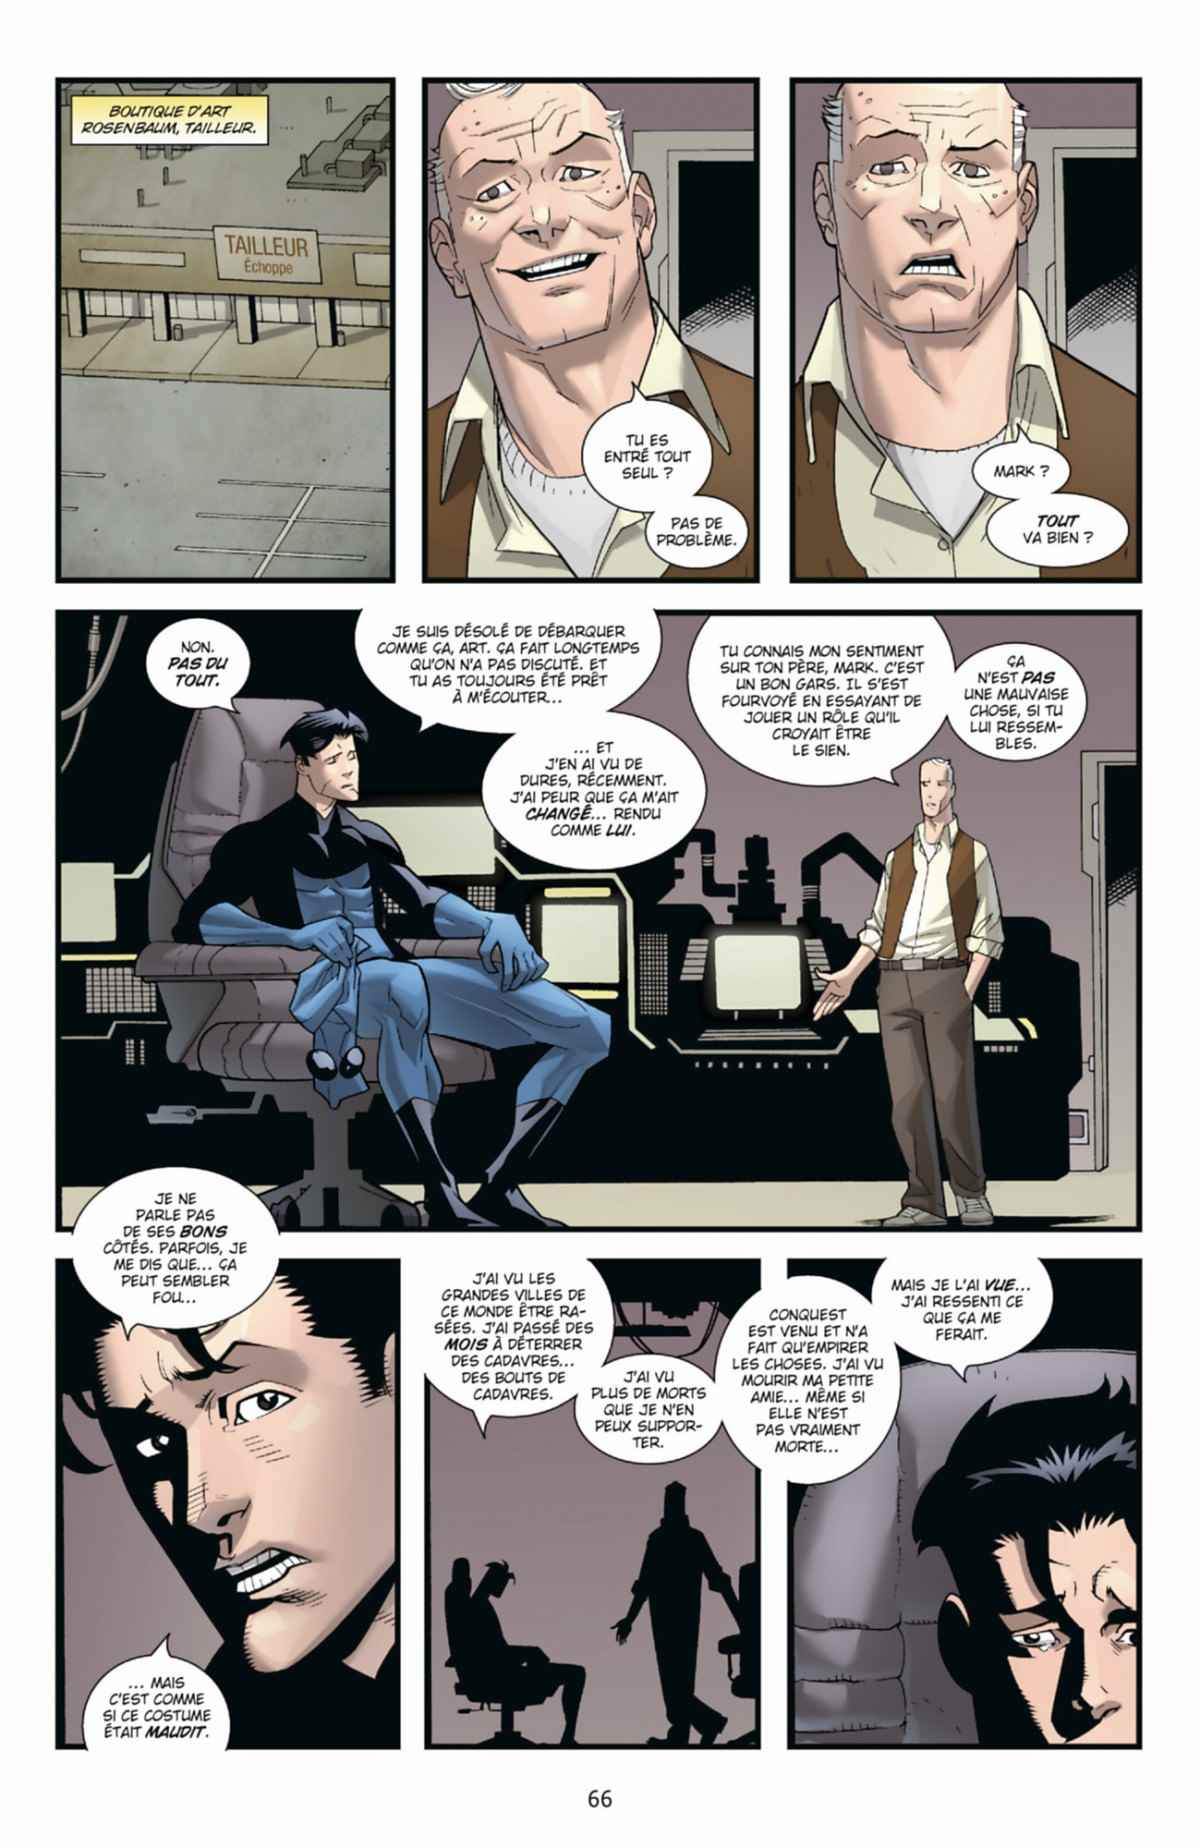 BOUTIQUE D'ART
ROSENBAUM, TAILLEUR.
TAILLEUR
Échoppe
TU ES
ENTRÉ TOUT
SEUL ?
PAS DE
PROBLÈME.
MARK ?
TOUT
VA BIEN ?
NON.
PAS DU
TOUT.
JE SUIS DÉSOLÉ DE DÉBARQUER
COMME ÇA, ART. ÇA FAIT LONGTEMPS
QU'ON N'A PAS DISCUTÉ. ET
TU AS TOUJOURS ÉTÉ PRÊT
À M'ÉCOUTER...
... ET
J'EN AI VU DE
DURES, RÉCEMMENT.
J'AI PEUR QUE ÇA M'AIT
CHANGÉ... RENDU
COMME LUI.
TU CONNAIS MON SENTIMENT
SUR TON PÈRE, MARK. C'EST
UN BON GARS. IL S'EST
FOURVOYÉ EN ESSAYANT DE
JOUER UN RÔLE QU'IL
CROYAIT ÊTRE
LE SIEN.
ÇA
N'EST PAS
UNE MAUVAISE
CHOSE, SI TU
LUI RESSEM-
BLES.
JE NE
PARLE PAS
DE SES BONS
CÔTÉS. PARFOIS, JE
ME DIS QUE... ÇA
PEUT SEMBLER
FOU...
... MAIS
C'EST COMME
SI CE COSTUME
ÉTAIT MAUDIT.
J'AI VU LES
GRANDES VILLES DE
CE MONDE ÊTRE RA-
SÉES. J'AI PASSÉ DES
MOIS À DÉTERRER
DES CADAVRES...
DES BOUTS DE
CADAVRES.
J'AI VU
PLUS DE MORTS
QUE JE N'EN
PEUX SUPPOR-
TER.
CONQUEST
EST VENU ET N'A
FAIT QU'EMPIRER
LES CHOSES. J'AI VU
MOURIR MA PETITE
AMIE... MÊME SI
ELLE N'EST
PAS VRAIMENT
MORTE...
MAIS JE L'AI VUE...
J'AI RESSENTI CE
QUE ÇA ME
FERAIT.
66